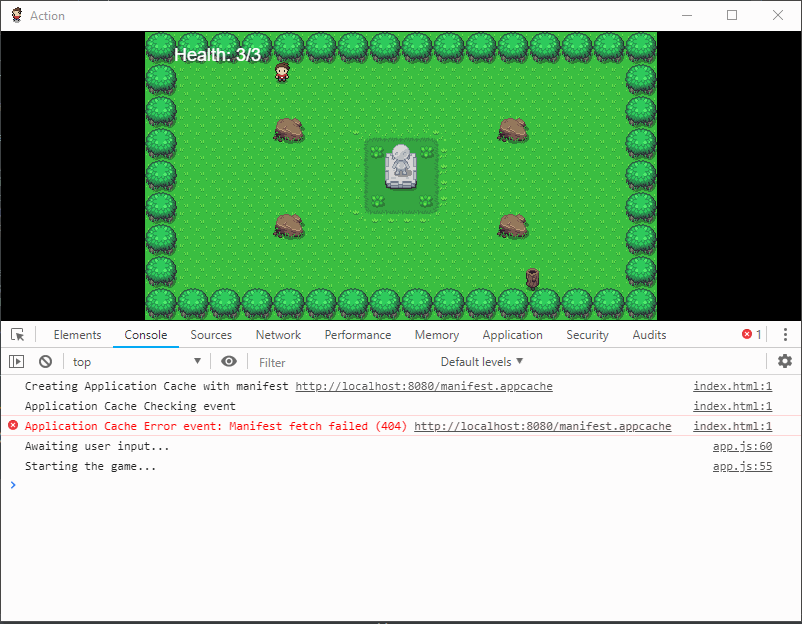 Action
Health: 3/3
Elements Console Sources Network Performance Memory Application Security Audits 1
top Filter Default levels
Creating Application Cache with manifest http://localhost:8080/manifest.appcache index.html:1
Application Cache Checking event index.html:1
Application Cache Error event: Manifest fetch failed (404) http://localhost:8080/manifest.appcache index.html:1
Awaiting user input... app.js:60
Starting the game... app.js:55